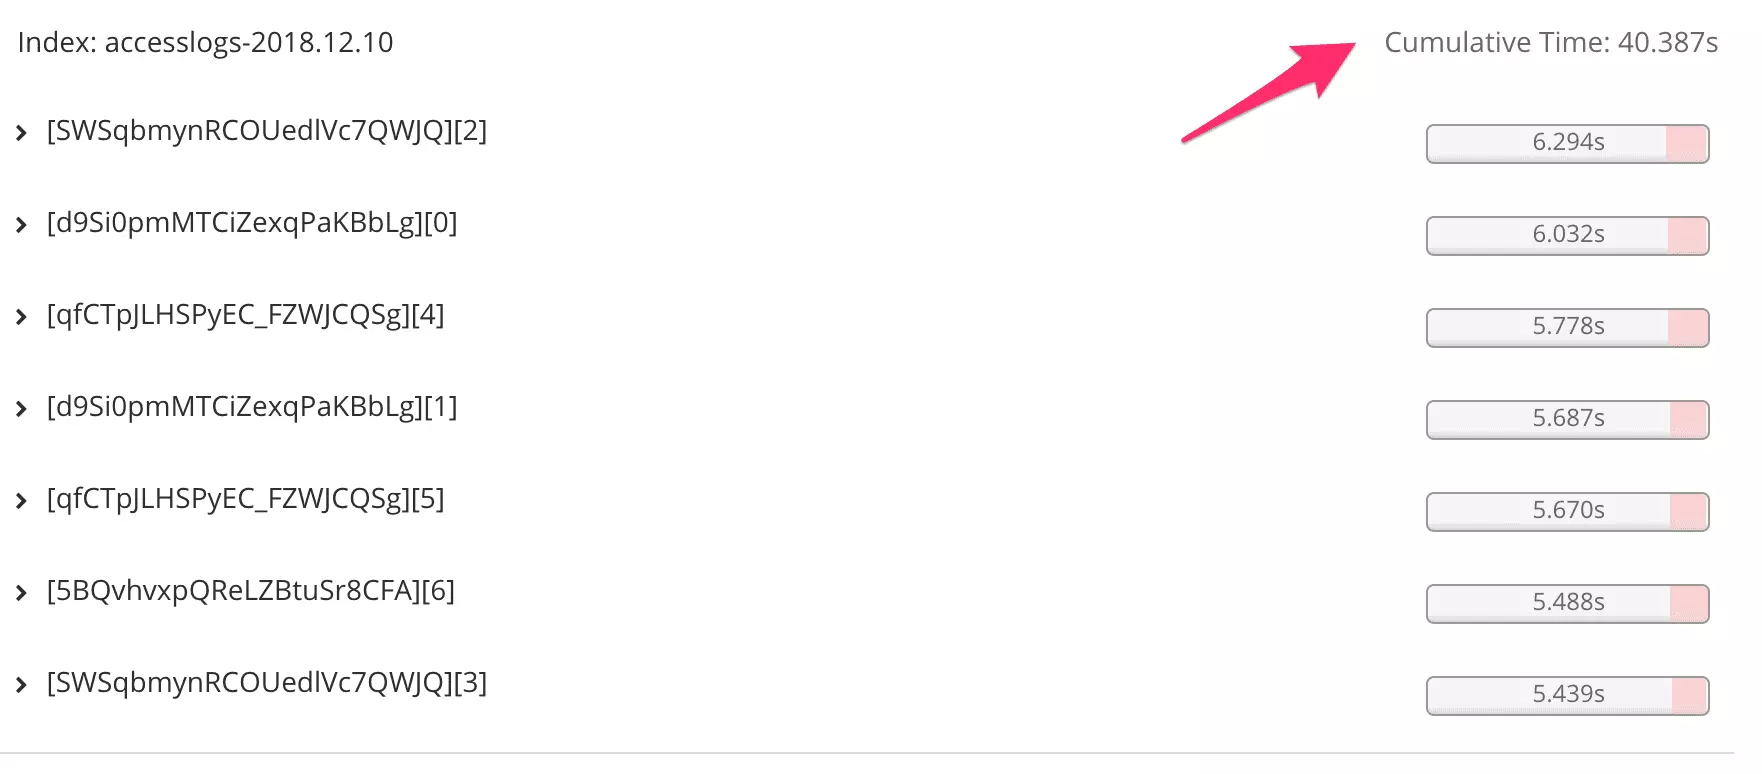 Index: accesslogs-2018.12.10 Cumulative Time: 40.387s
[SWSqbmynRCOUedlVc7QWJQ][2] 6.294s
[d9Si0pmMTCiZexqPaKBbLg][0] 6.032s
[qfCTpJLHSPyEC_FZWJCQSg][4] 5.778s
[d9Si0pmMTCiZexqPaKBbLg][1] 5.687s
[qfCTpJLHSPyEC_FZWJCQSg][5] 5.670s
[5BQvhvxpQReLZBtuSr8CFA][6] 5.488s
[SWSqbmynRCOUedlVc7QWJQ][3] 5.439s